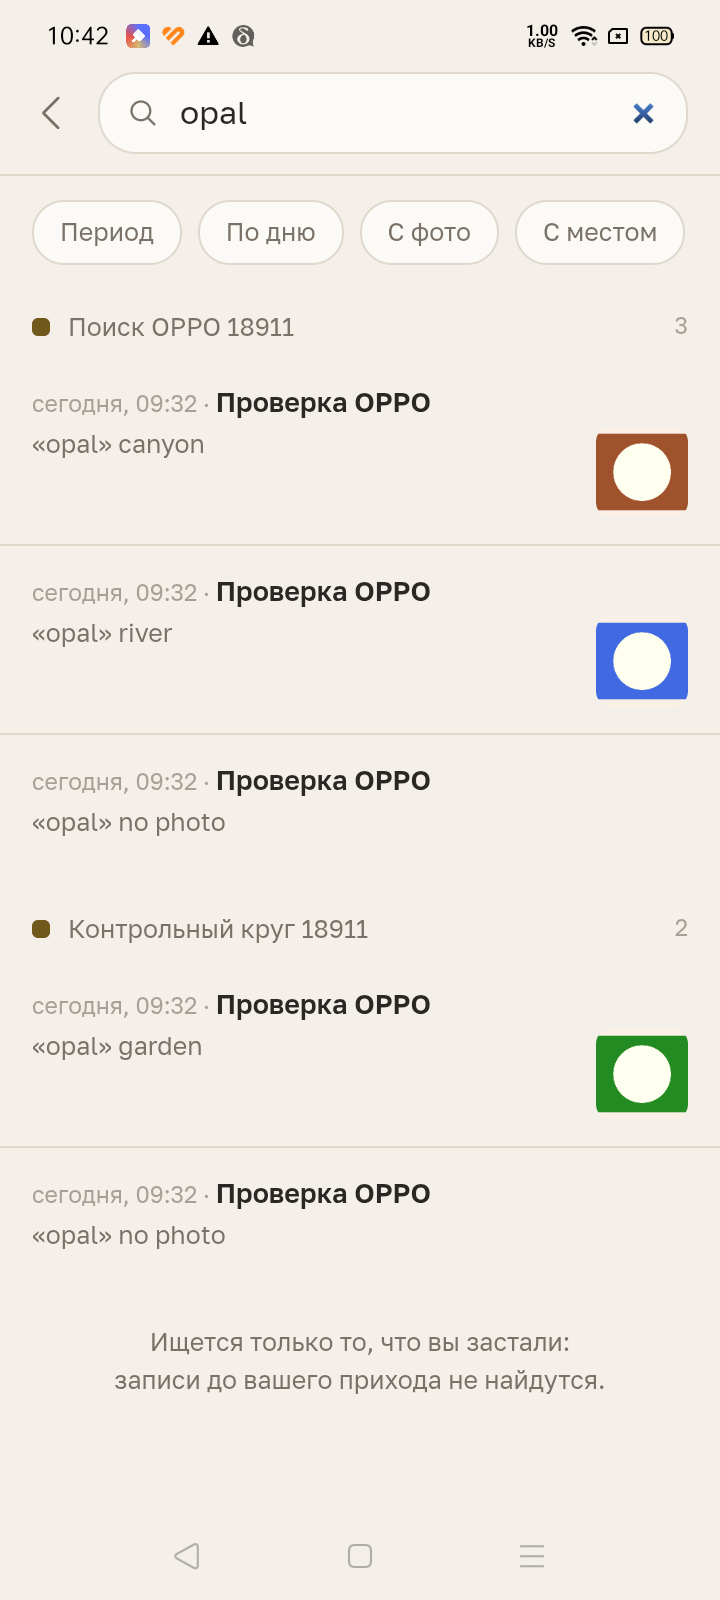 10:42
1.00
KB/S
100
opal
Период
По дню
С фото
С местом
Поиск OPPO 18911
3
сегодня, 09:32 · Проверка OPPO
«opal» canyon
сегодня, 09:32 · Проверка OPPO
«opal» river
сегодня, 09:32 · Проверка OPPO
«opal» no photo
Контрольный круг 18911
2
сегодня, 09:32 · Проверка OPPO
«opal» garden
сегодня, 09:32 · Проверка OPPO
«opal» no photo
Ищется только то, что вы застали:
записи до вашего прихода не найдутся.